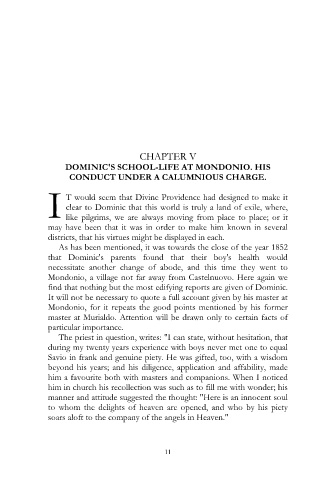 CHAPTER V
DOMINIC'S SCHOOL-LIFE AT MONDONIO. HIS
CONDUCT UNDER A CALUMNIOUS CHARGE.
IT would seem that Divine Providence had designed to make it
clear to Dominic that this world is truly a land of exile, where,
like pilgrims, we are always moving from place to place; or it
may have been that it was in order to make him known in several
districts, that his virtues might be displayed in each.
As has been mentioned, it was towards the close of the year 1852
that Dominic's parents found that their boy's health would
necessitate another change of abode, and this time they went to
Mondonio, a village not far away from Castelnuovo. Here again we
find that nothing but the most edifying reports are given of Dominic.
It will not be necessary to quote a full account given by his master at
Mondonio, for it repeats the good points mentioned by his former
master at Murialdo. Attention will be drawn only to certain facts of
particular importance.
The priest in question, writes: "I can state, without hesitation, that
during my twenty years experience with boys never met one to equal
Savio in frank and genuine piety. He was gifted, too, with a wisdom
beyond his years; and his diligence, application and affability, made
him a favourite both with masters and companions. When I noticed
him in church his recollection was such as to fill me with wonder; his
manner and attitude suggested the thought: "Here is an innocent soul
to whom the delights of heaven are opened, and who by his piety
soars aloft to the company of the angels in Heaven."
11